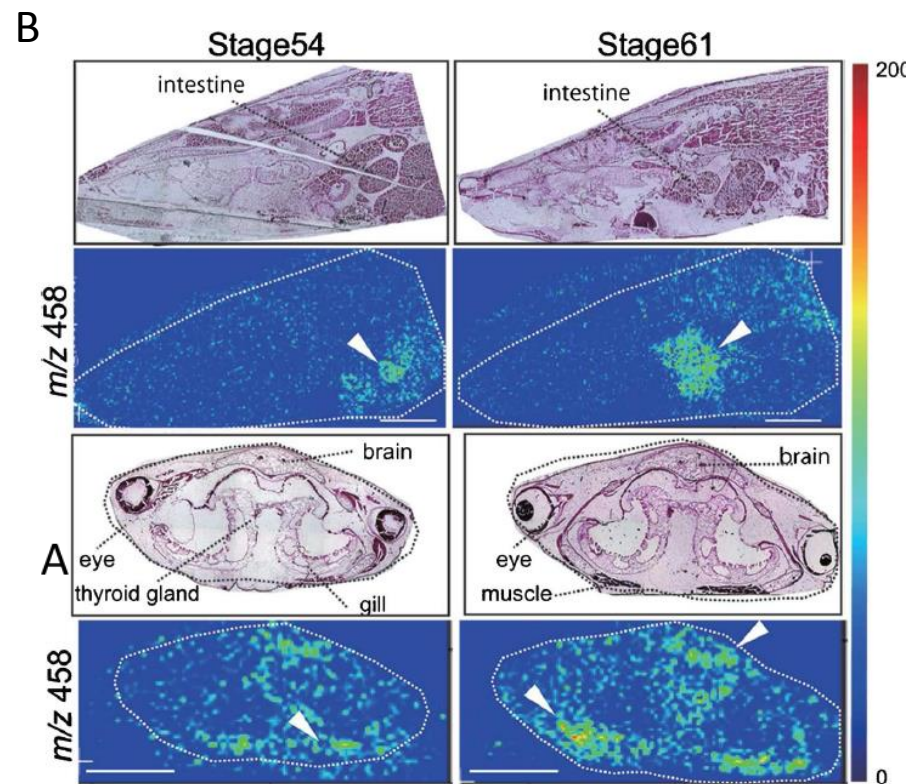 B
Stage54
Stage61
200
intestine
intestine
m/z 458
brain
brain
eye
eye
A
thyroid gland
muscle
gill
m/z 458
0